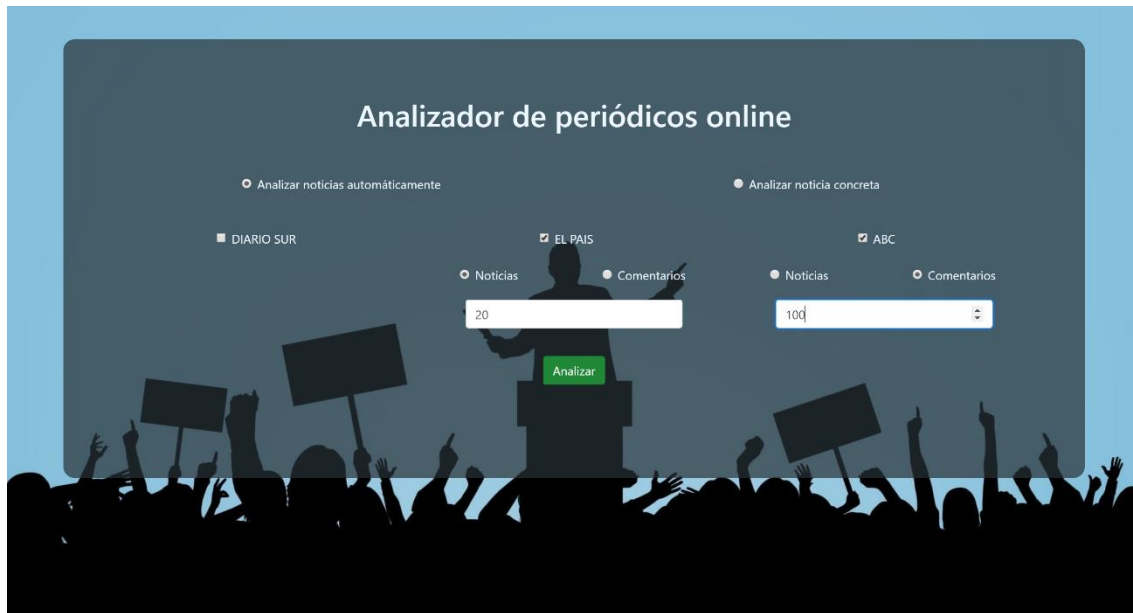 Analizador de periódicos online
Analizar noticias automáticamente Analizar noticia concreta
DIARIO SUR EL PAIS ABC
Noticias Comentarios Noticias Comentarios
20 100
Analizar